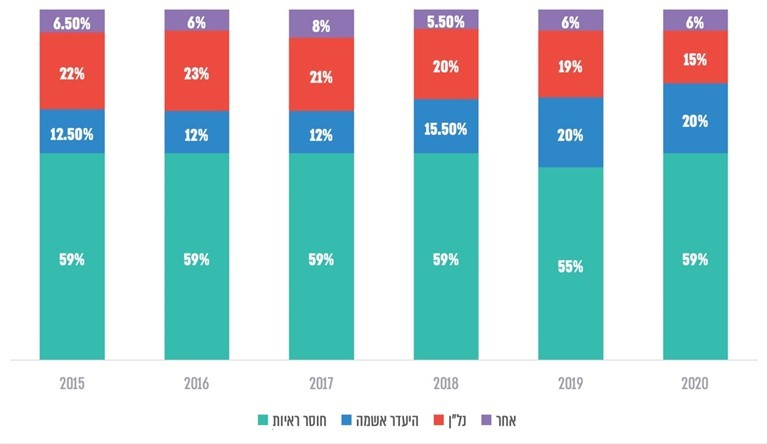 6.50% 6% 8% 5.50% 6% 6%
22% 23% 21% 20% 19% 15%
12.50% 12% 12% 15.50% 20% 20%
59% 59% 59% 59% 55% 59%
2015 2016 2017 2018 2019 2020
חוסר ראיות היעדר אשמה נל"ן אחר